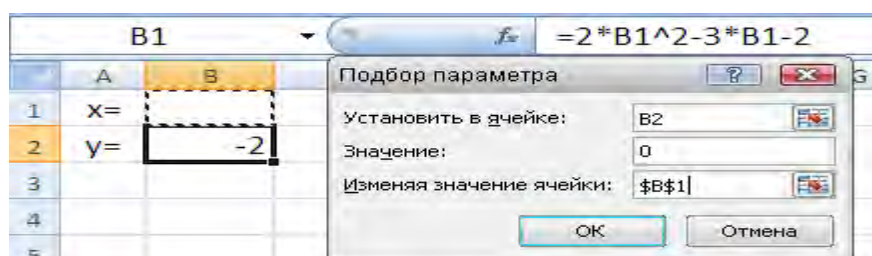 B1 fx =2*B1^2-3*B1-2
A B G
Подбор параметра ?
1 x=
Установить в ячейке: B2
2 y= -2
Значение: 0
3
Изменяя значение ячейки: $B$1
4
ОК Отмена
5